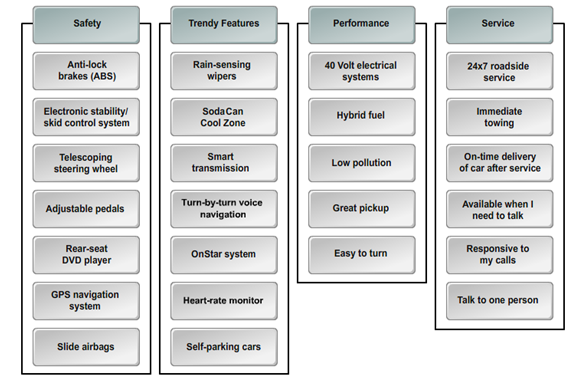 Safety
Anti-lock
brakes (ABS)
Electronic stability/
skid control system
Telescoping
steering wheel
Adjustable pedals
Rear-seat
DVD player
GPS navigation
system
Slide airbags
Trendy Features
Rain-sensing
wipers
SodaCan
Cool Zone
Smart
transmission
Turn-by-turn voice
navigation
OnStar system
Heart-rate monitor
Self-parking cars
Performance
40 Volt electrical
systems
Hybrid fuel
Low pollution
Great pickup
Easy to turn
Service
24x7 roadside
service
Immediate
towing
On-time delivery
of car after service
Available when I
need to talk
Responsive to
my calls
Talk to one person